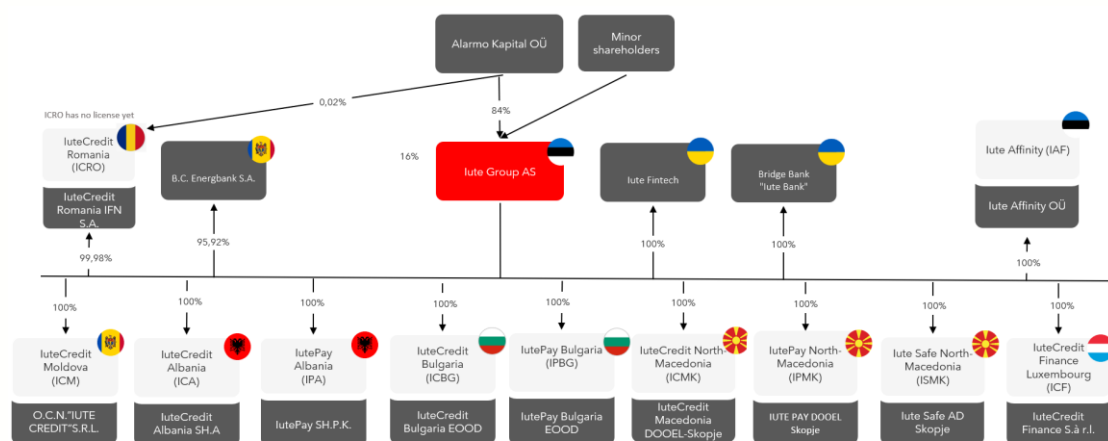 Alarmo Kapital OÜ
Minor
shareholders
0,02%
84%
ICRO has no license yet
IuteCredit
Romania
(ICRO)
IuteCredit
Romania IFN
S.A.
B.C. Energbank S.A.
16%
Iute Group AS
Iute Fintech
Bridge Bank
"Iute Bank"
Iute Affinity (IAF)
Iute Affinity OÜ
99,98%
95,92%
100%
100%
100%
100%
100%
100%
100%
100%
100%
100%
100%
100%
IuteCredit
Moldova
(ICM)
O.C.N."IUTE
CREDIT"S.R.L.
IuteCredit
Albania
(ICA)
IuteCredit
Albania SH.A
IutePay
Albania
(IPA)
IutePay SH.P.K.
IuteCredit
Bulgaria
(ICBG)
IuteCredit
Bulgaria EOOD
IutePay Bulgaria
(IPBG)
IutePay Bulgaria
EOOD
IuteCredit North-
Macedonia
(ICMK)
IuteCredit
Macedonia
DOOEL-Skopje
IutePay North-
Macedonia
(IPMK)
IUTE PAY DOOEL
Skopje
Iute Safe North-
Macedonia
(ISMK)
Iute Safe AD
Skopje
IuteCredit
Finance
Luxembourg
(ICF)
IuteCredit
Finance S.à r.l.